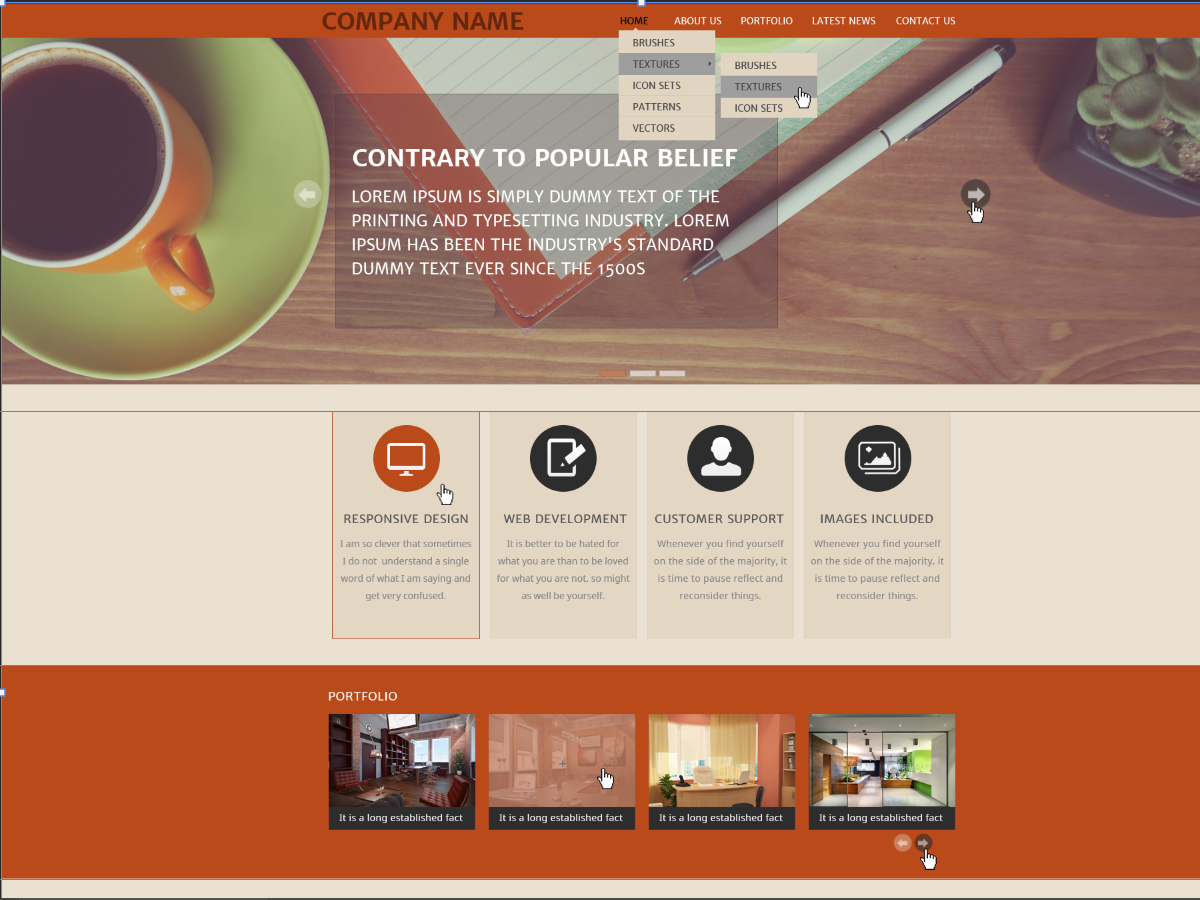 COMPANY NAME
HOME
ABOUT US
PORTFOLIO
LATEST NEWS
CONTACT US
BRUSHES
TEXTURES
ICON SETS
PATTERNS
VECTORS
BRUSHES
TEXTURES
ICON SETS
CONTRARY TO POPULAR BELIEF
LOREM IPSUM IS SIMPLY DUMMY TEXT OF THE
PRINTING AND TYPESETTING INDUSTRY. LOREM
IPSUM HAS BEEN THE INDUSTRY'S STANDARD
DUMMY TEXT EVER SINCE THE 1500S
RESPONSIVE DESIGN
I am so clever that sometimes
I do not understand a single
word of what I am saying and
get very confused.
WEB DEVELOPMENT
It is better to be hated for
what you are than to be loved
for what you are not, so might
as well be yourself.
CUSTOMER SUPPORT
Whenever you find yourself
on the side of the majority, it
is time to pause reflect and
reconsider things.
IMAGES INCLUDED
Whenever you find yourself
on the side of the majority, it
is time to pause reflect and
reconsider things.
PORTFOLIO
It is a long established fact
It is a long established fact
It is a long established fact
It is a long established fact